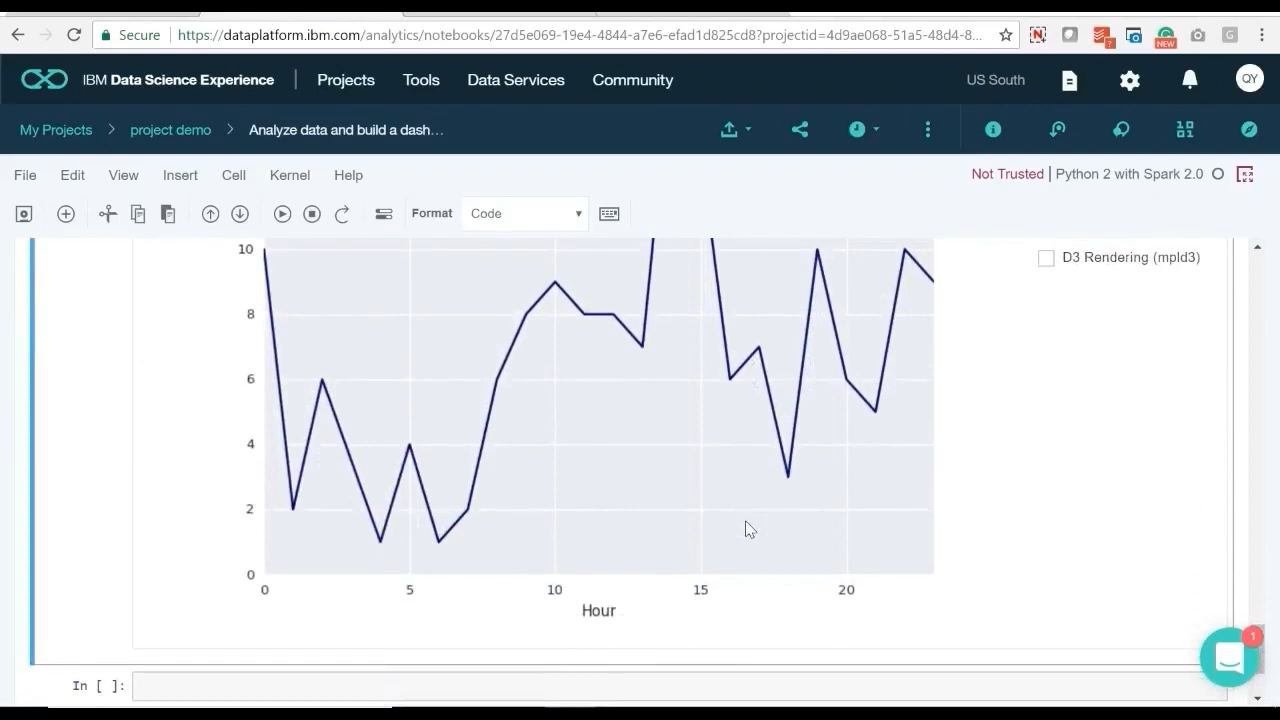 Secure | https://dataplatform.ibm.com/analytics/notebooks/27d5e069-19e4-4844-a7e6-efad1d825cd8?projectid=4d9ae068-51a5-48d4-8...
?
NEW
G
IBM Data Science Experience | Projects Tools Data Services Community US South QY
My Projects > project demo > Analyze data and build a dash...
File Edit View Insert Cell Kernel Help Not Trusted | Python 2 with Spark 2.0
Format Code
10
D3 Rendering (mpld3)
8
6
4
2
0
0 5 10 15 20
Hour
1
In [ ]: